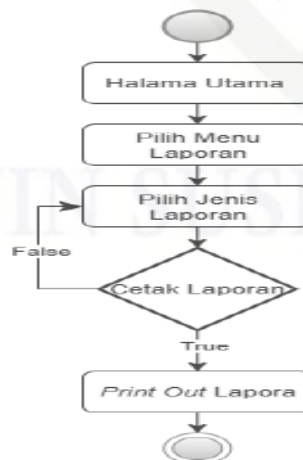 Halama Utama
Pilih Menu
Laporan
Pilih Jenis
Laporan
False
Cetak Laporan
True
Print Out Lapora